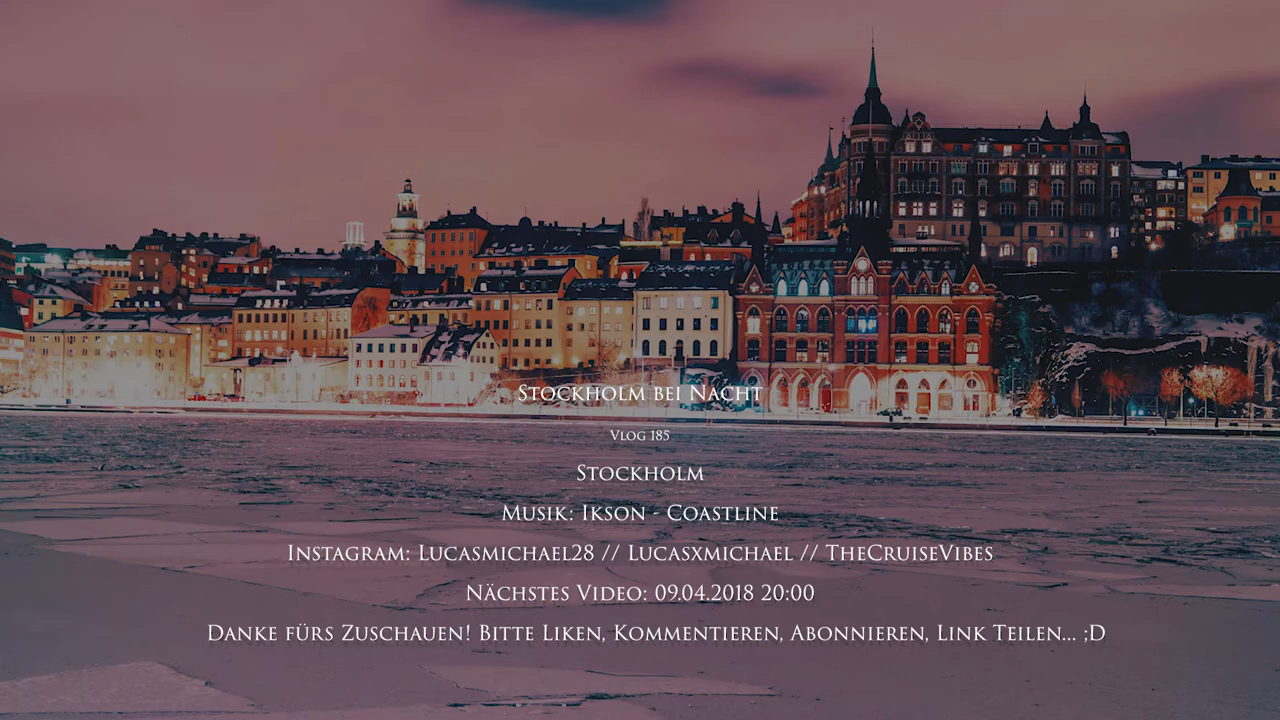 Stockholm bei Nacht
Vlog 185
Stockholm
Musik: Ikson - Coastline
Instagram: Lucasmichael28 // Lucasxmichael // TheCruiseVibes
Nächstes Video: 09.04.2018 20:00
Danke fürs Zuschauen! Bitte Liken, Kommentieren, Abonnieren, Link Teilen... ;D